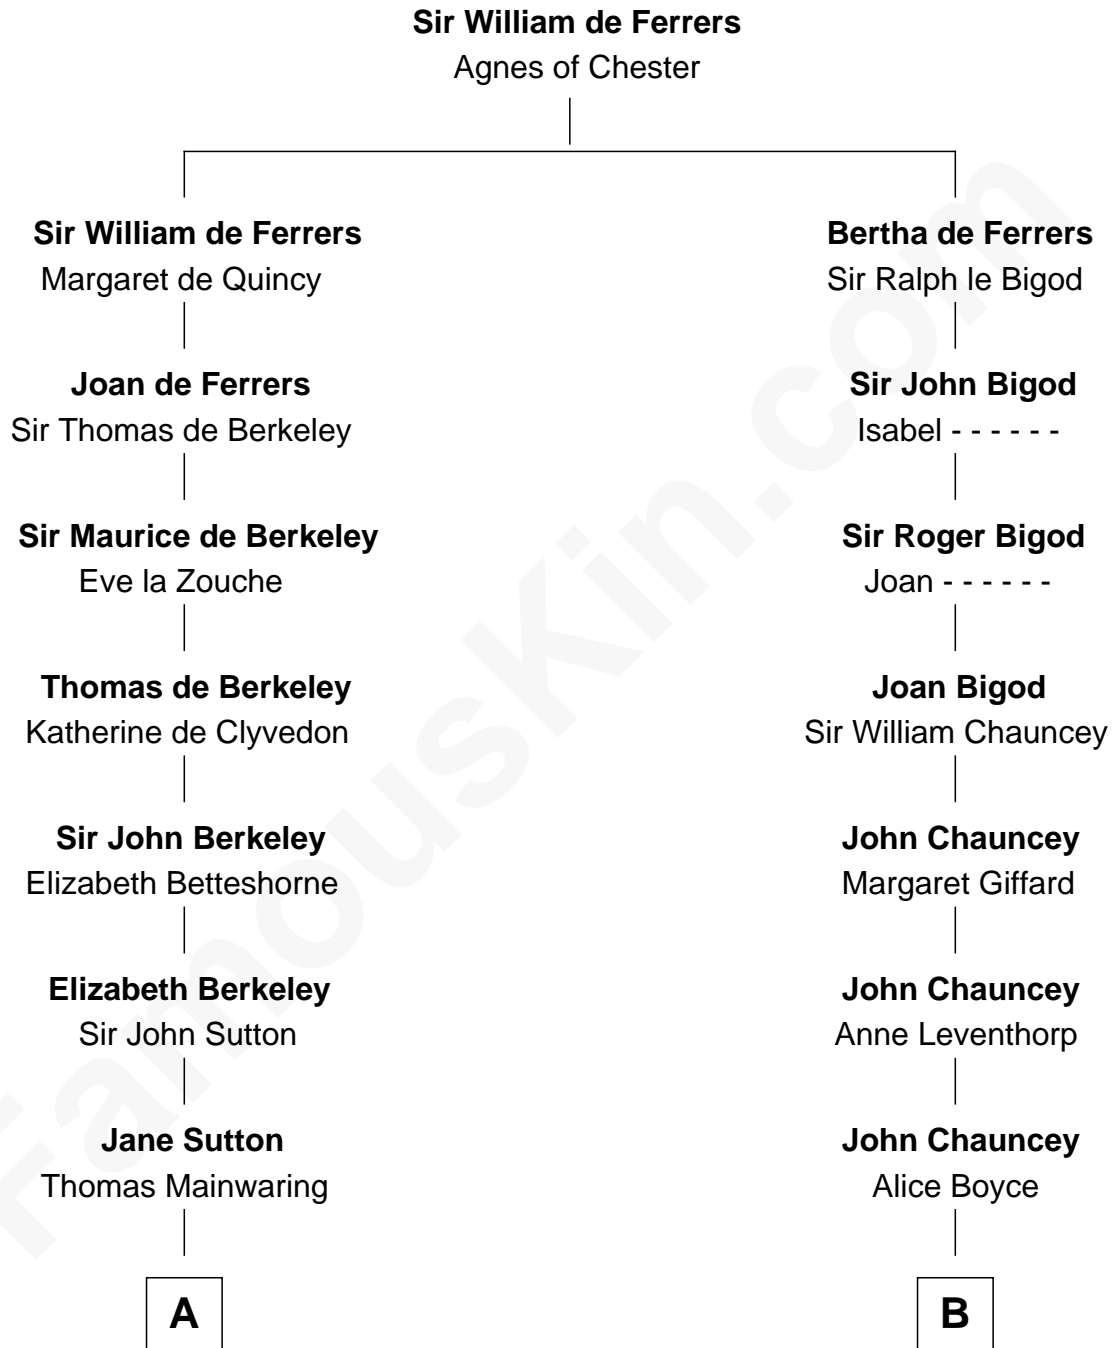 Sir William de Ferrers
Agnes of Chester
Sir William de Ferrers
Margaret de Quincy
Bertha de Ferrers
Sir Ralph le Bigod
Joan de Ferrers
Sir Thomas de Berkeley
Sir John Bigod
Isabel - - - - - -
Sir Maurice de Berkeley
Eve la Zouche
Sir Roger Bigod
Joan - - - - - -
Thomas de Berkeley
Katherine de Clyvedon
Joan Bigod
Sir William Chauncey
Sir John Berkeley
Elizabeth Betteshorne
John Chauncey
Margaret Giffard
Elizabeth Berkeley
Sir John Sutton
John Chauncey
Anne Leventhorp
Jane Sutton
Thomas Mainwaring
John Chauncey
Alice Boyce
A
B
FamousKin.com